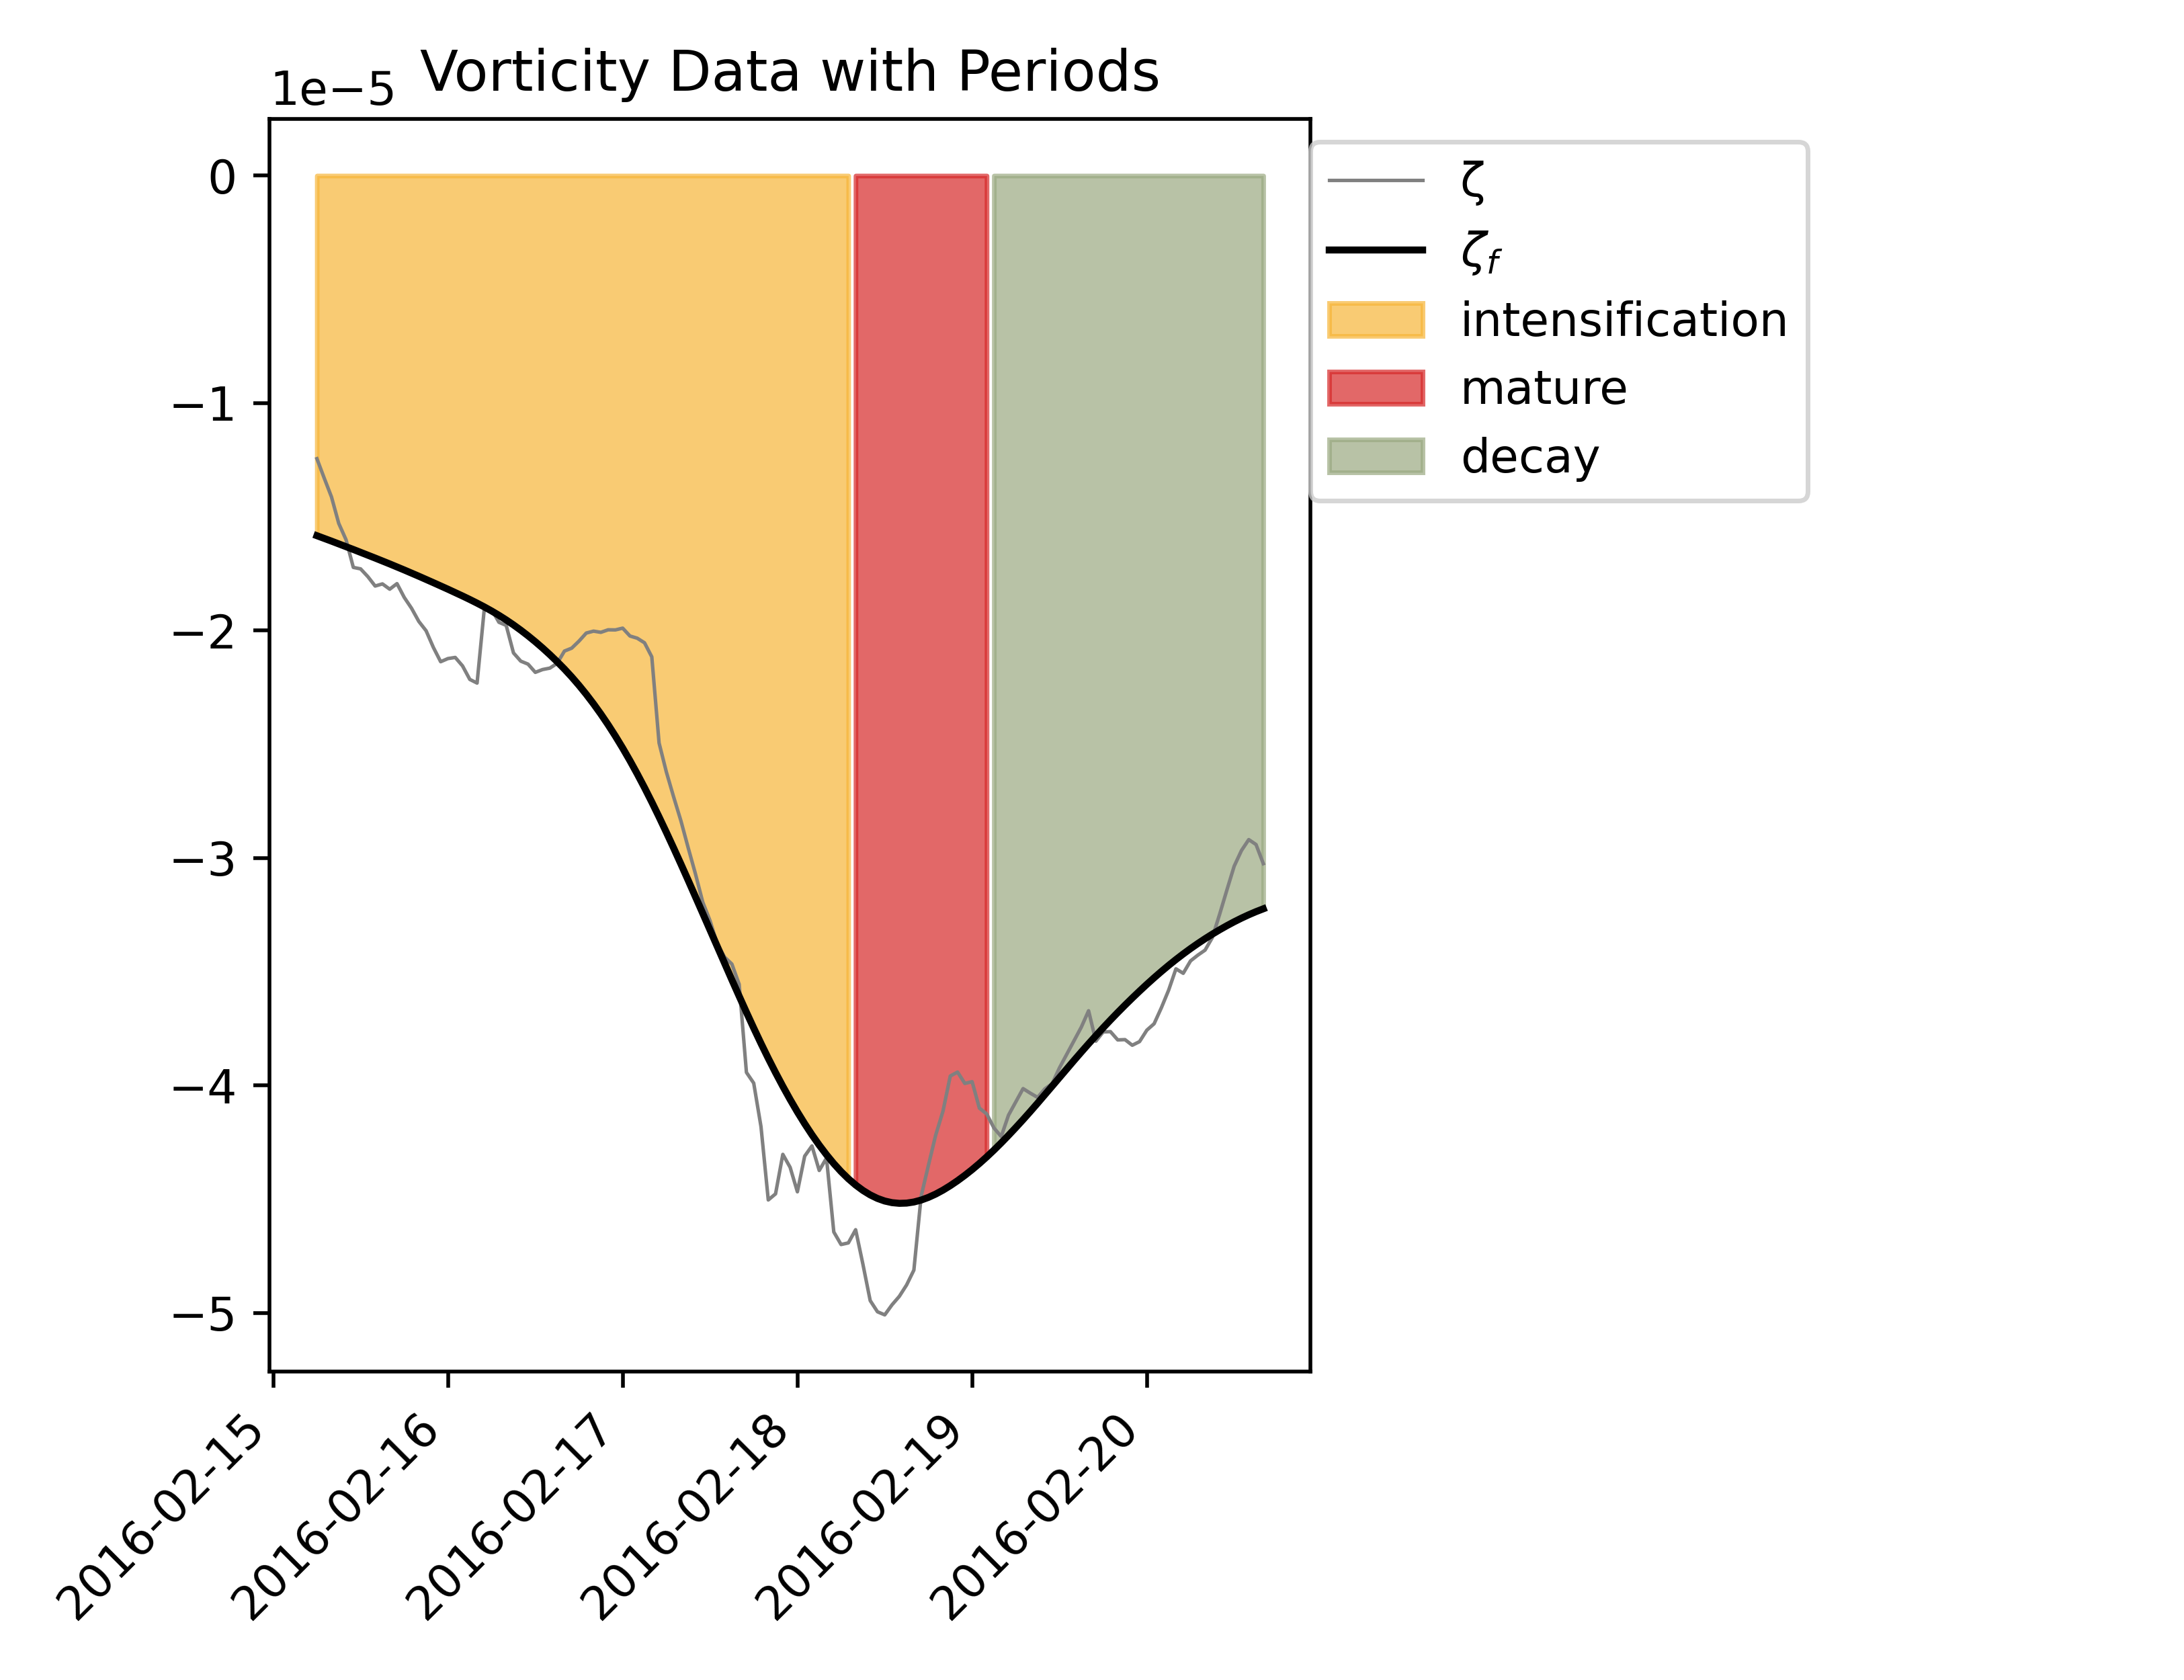 Vorticity Data with Periods
1e−5
0
−1
−2
−3
−4
−5
2016-02-15
2016-02-16
2016-02-17
2016-02-18
2016-02-19
2016-02-20
ζ
ζf
intensification
mature
decay